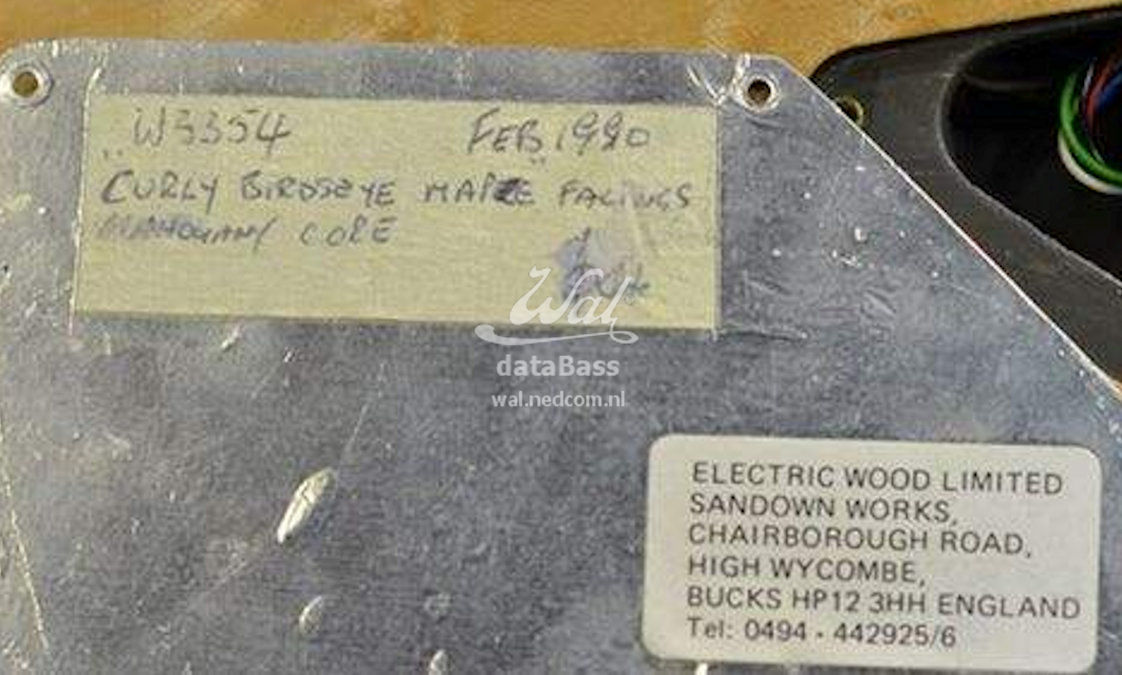 W3354 FEB 1990
CURLY BIRDSEYE MAPLE FACINGS
MAHOGANY CORE
Wal
dataBass
wal.nedcom.nl
ELECTRIC WOOD LIMITED
SANDOWN WORKS,
CHAIRBOROUGH ROAD,
HIGH WYCOMBE,
BUCKS HP12 3HH ENGLAND
Tel: 0494 - 442925/6